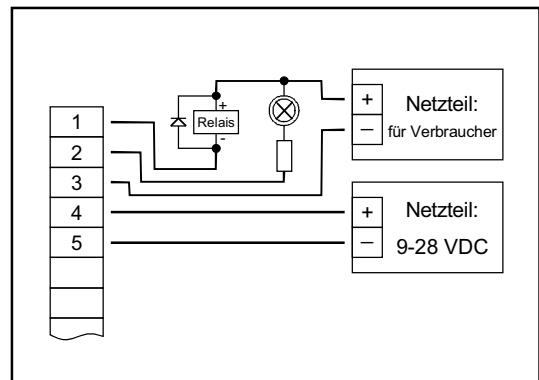 +
Relais
-
1
2
3
4
5
+
−
Netzteil:
für Verbraucher
+
−
Netzteil:
9-28 VDC